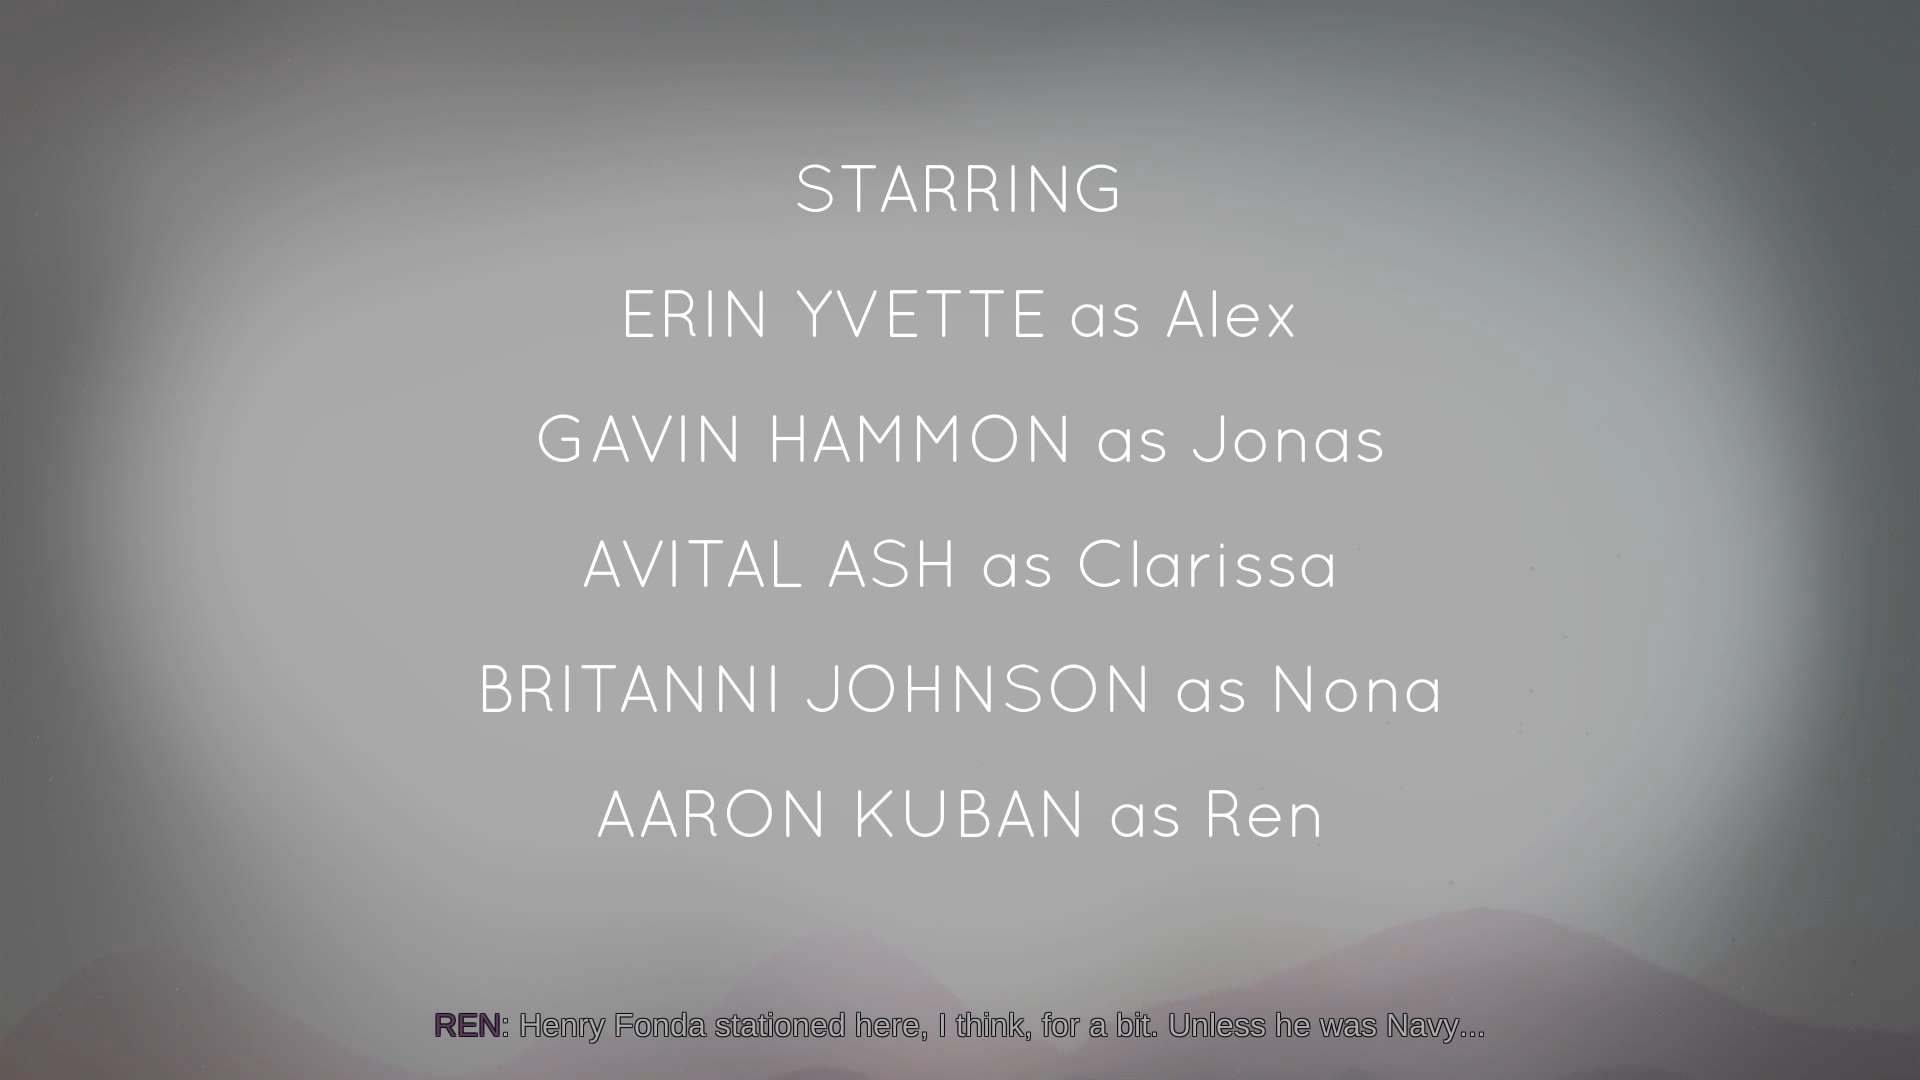 STARRING
ERIN YVETTE as Alex
GAVIN HAMMON as Jonas
AVITAL ASH as Clarissa
BRITANNI JOHNSON as Nona
AARON KUBAN as Ren
REN: Henry Fonda stationed here, I think, for a bit. Unless he was Navy...